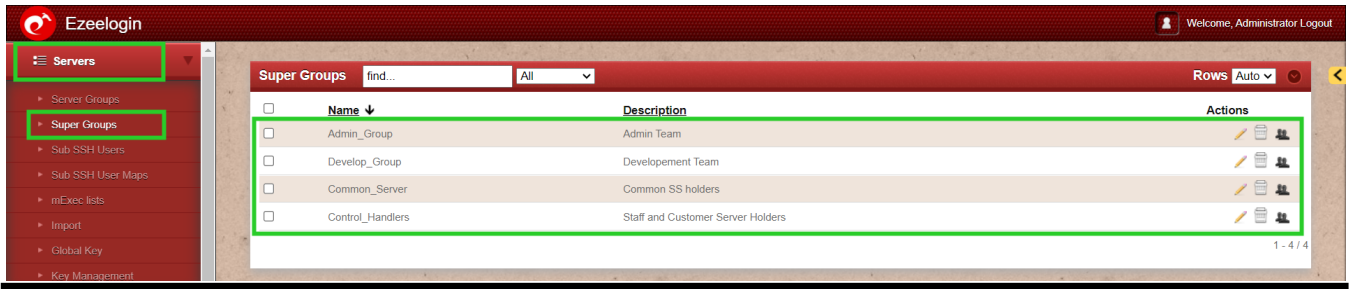 Ezeelogin
Welcome, Administrator Logout
Servers
Server Groups
Super Groups
Sub SSH Users
Sub SSH User Maps
mExec lists
Import
Global Key
Key Management
Super Groups find... All Rows Auto
Name Description Actions
Admin_Group Admin Team
Develop_Group Developement Team
Common_Server Common SS holders
Control_Handlers Staff and Customer Server Holders
1 - 4 / 4